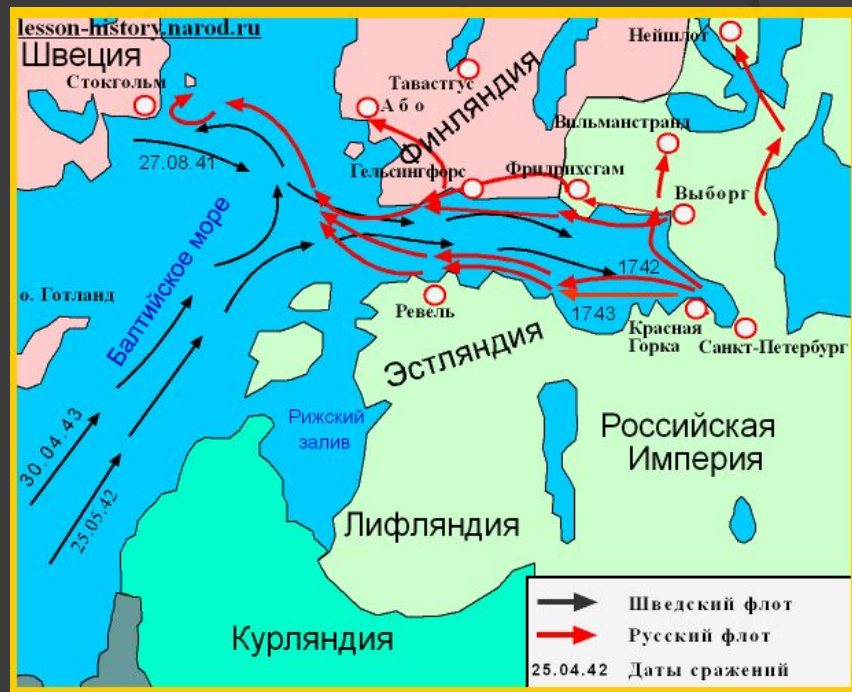 lesson-history.narod.ru
Швеция
Стокгольм
Нейшлот
Тавастгус
Або
Финляндия
Вильманстранд
27.08.41
Гельсингфорс
Фридрихсгам
Выборг
Балтийское море
о. Готланд
1742
1743
Ревель
Красная
Горка
Санкт-Петербург
Эстляндия
30.04.43
25.05.42
Рижский
залив
Российская
Империя
Лифляндия
Курляндия
Шведский флот
Русский флот
25.04.42 Даты сражений